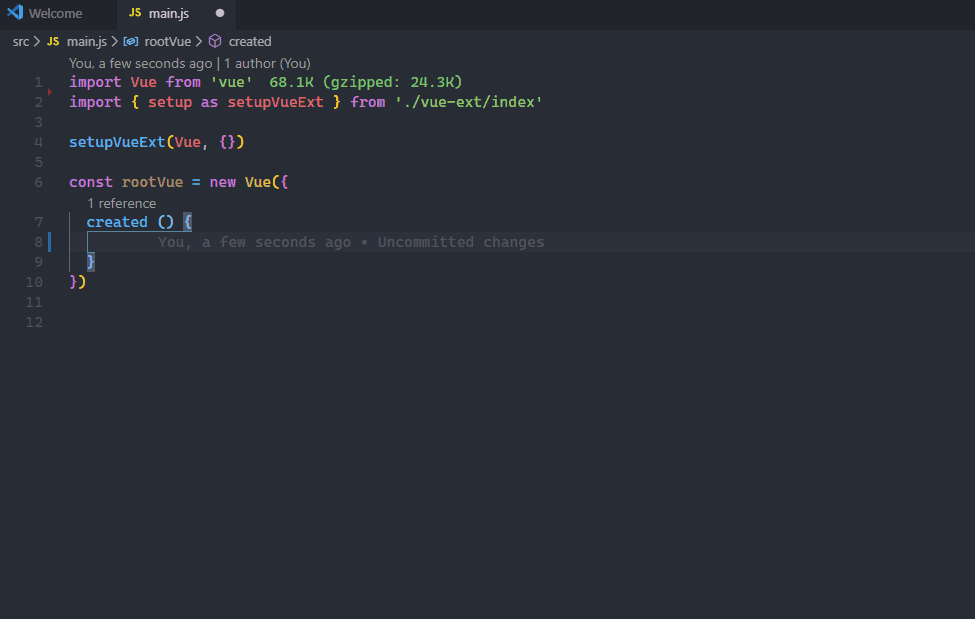 Welcome JS main.js
src > JS main.js > rootVue > created
You, a few seconds ago | 1 author (You)
1 import Vue from 'vue' 68.1K (gzipped: 24.3K)
2 import { setup as setupVueExt } from './vue-ext/index'
3
4 setupVueExt(Vue, {})
5
6 const rootVue = new Vue({
1 reference
7 created () {
8 You, a few seconds ago • Uncommitted changes
9 }
10 })
11
12